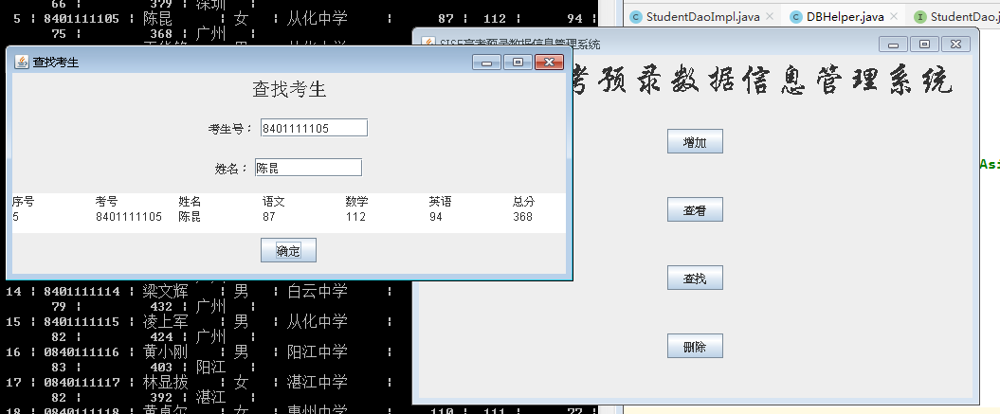 66 ¦ 379 ¦ 深圳 ¦
5 ¦ 8401111105 ¦ 陈昆 ¦ 女 ¦ 从化中学 ¦ 87 ¦ 112 ¦ 94 ¦
75 ¦ 368 ¦ 广州 ¦
StudentDaoImpl.java × DBHelper.java × StudentDao.j
高考预录数据信息管理系统
考预录数据信息管理系统
增加
查看
查找
删除
Asi
查找考生
查找考生
考生号： 8401111105
姓名： 陈昆
序号 考号 姓名 语文 数学 英语 总分
5 8401111105 陈昆 87 112 94 368
确定
14 ¦ 8401111114 ¦ 梁文辉 ¦ 男 ¦ 白云中学 ¦
79 ¦ 432 ¦ 广州 ¦
15 ¦ 8401111115 ¦ 凌上军 ¦ 男 ¦ 从化中学 ¦
82 ¦ 424 ¦ 广州 ¦
16 ¦ 0840111116 ¦ 黄小刚 ¦ 男 ¦ 阳江中学 ¦
83 ¦ 403 ¦ 阳江 ¦
17 ¦ 0840111117 ¦ 林显拔 ¦ 女 ¦ 湛江中学 ¦
82 ¦ 392 ¦ 湛江 ¦
18 ¦ 0840111118 ¦ 黄卓尔 ¦ 女 ¦ 惠州中学 ¦ 110 ¦ 111 ¦ 77 ¦